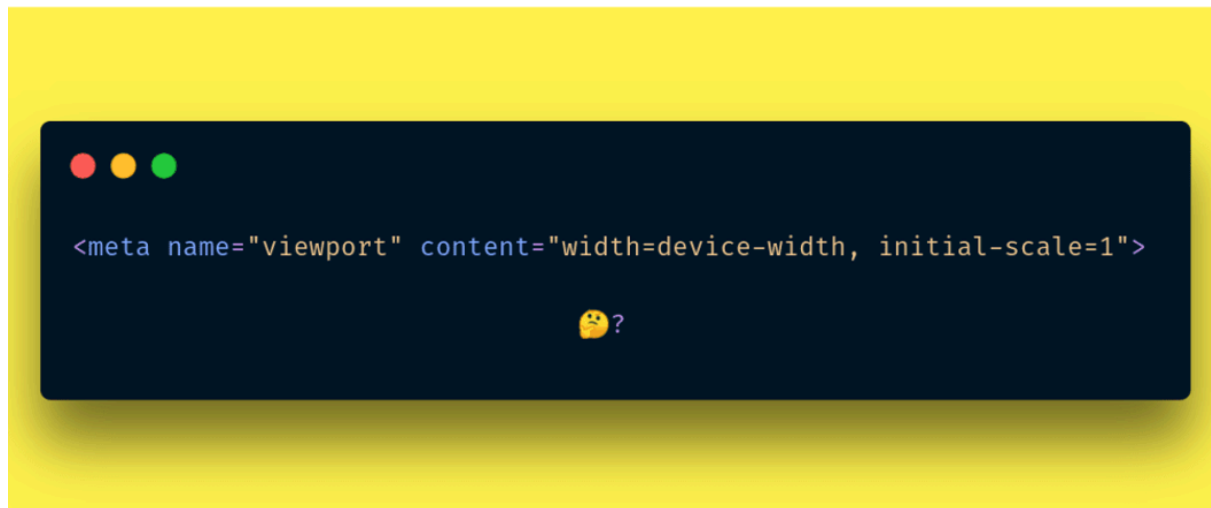 <meta name="viewport" content="width=device-width, initial-scale=1">
🤔?